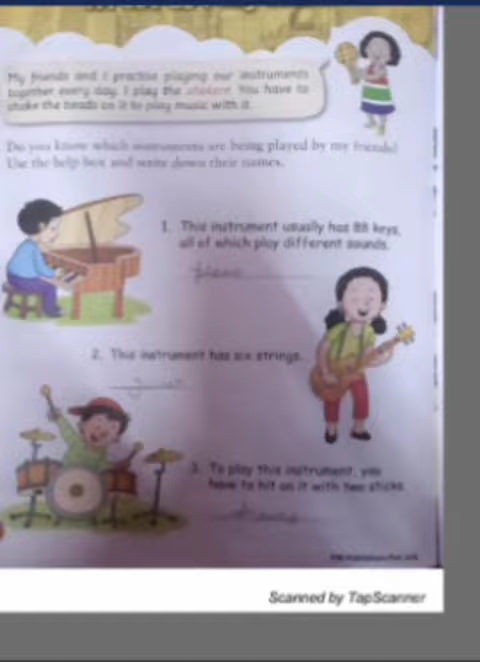 My friends and I practise playing our instruments
together every day. I play the You have to
shake the beads on it to play music with it.
Do you know which instruments are being played by my friends?
Use the help box and write down their names.
1. This instrument usually has 88 keys,
all of which play different sounds.
piano
2. This instrument has six strings.
3. To play this instrument, you
have to hit on it with two sticks.
drums
Scanned by TapScanner